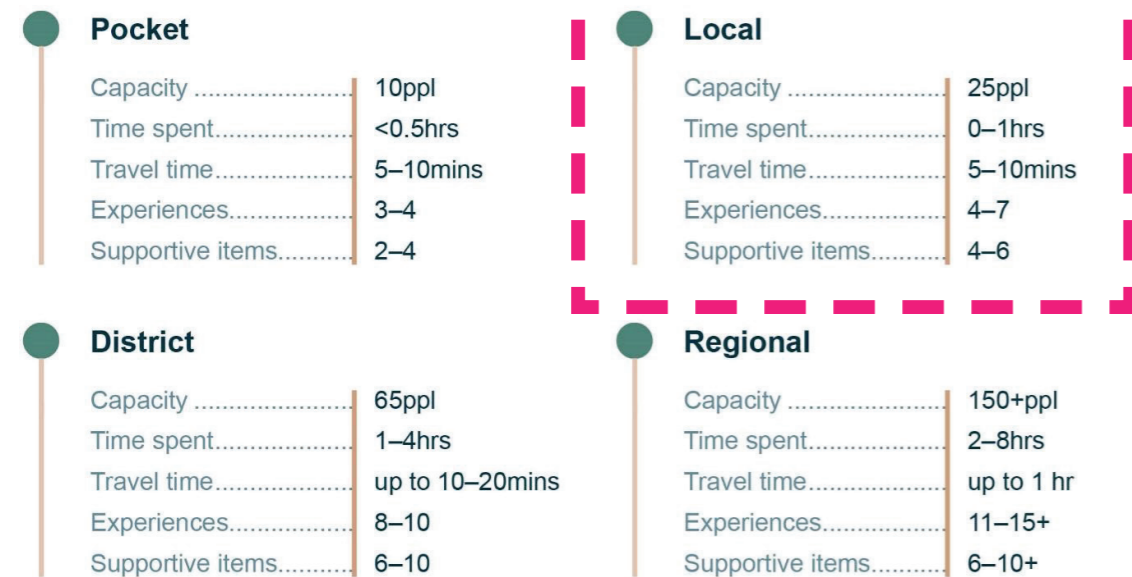 Pocket
Capacity ....................... 10ppl
Time spent.................... <0.5hrs
Travel time.................... 5–10mins
Experiences.................. 3–4
Supportive items........... 2–4
Local
Capacity ....................... 25ppl
Time spent.................... 0–1hrs
Travel time.................... 5–10mins
Experiences.................. 4–7
Supportive items........... 4–6
District
Capacity ....................... 65ppl
Time spent.................... 1–4hrs
Travel time.................... up to 10–20mins
Experiences.................. 8–10
Supportive items........... 6–10
Regional
Capacity ....................... 150+ppl
Time spent.................... 2–8hrs
Travel time.................... up to 1 hr
Experiences.................. 11–15+
Supportive items........... 6–10+